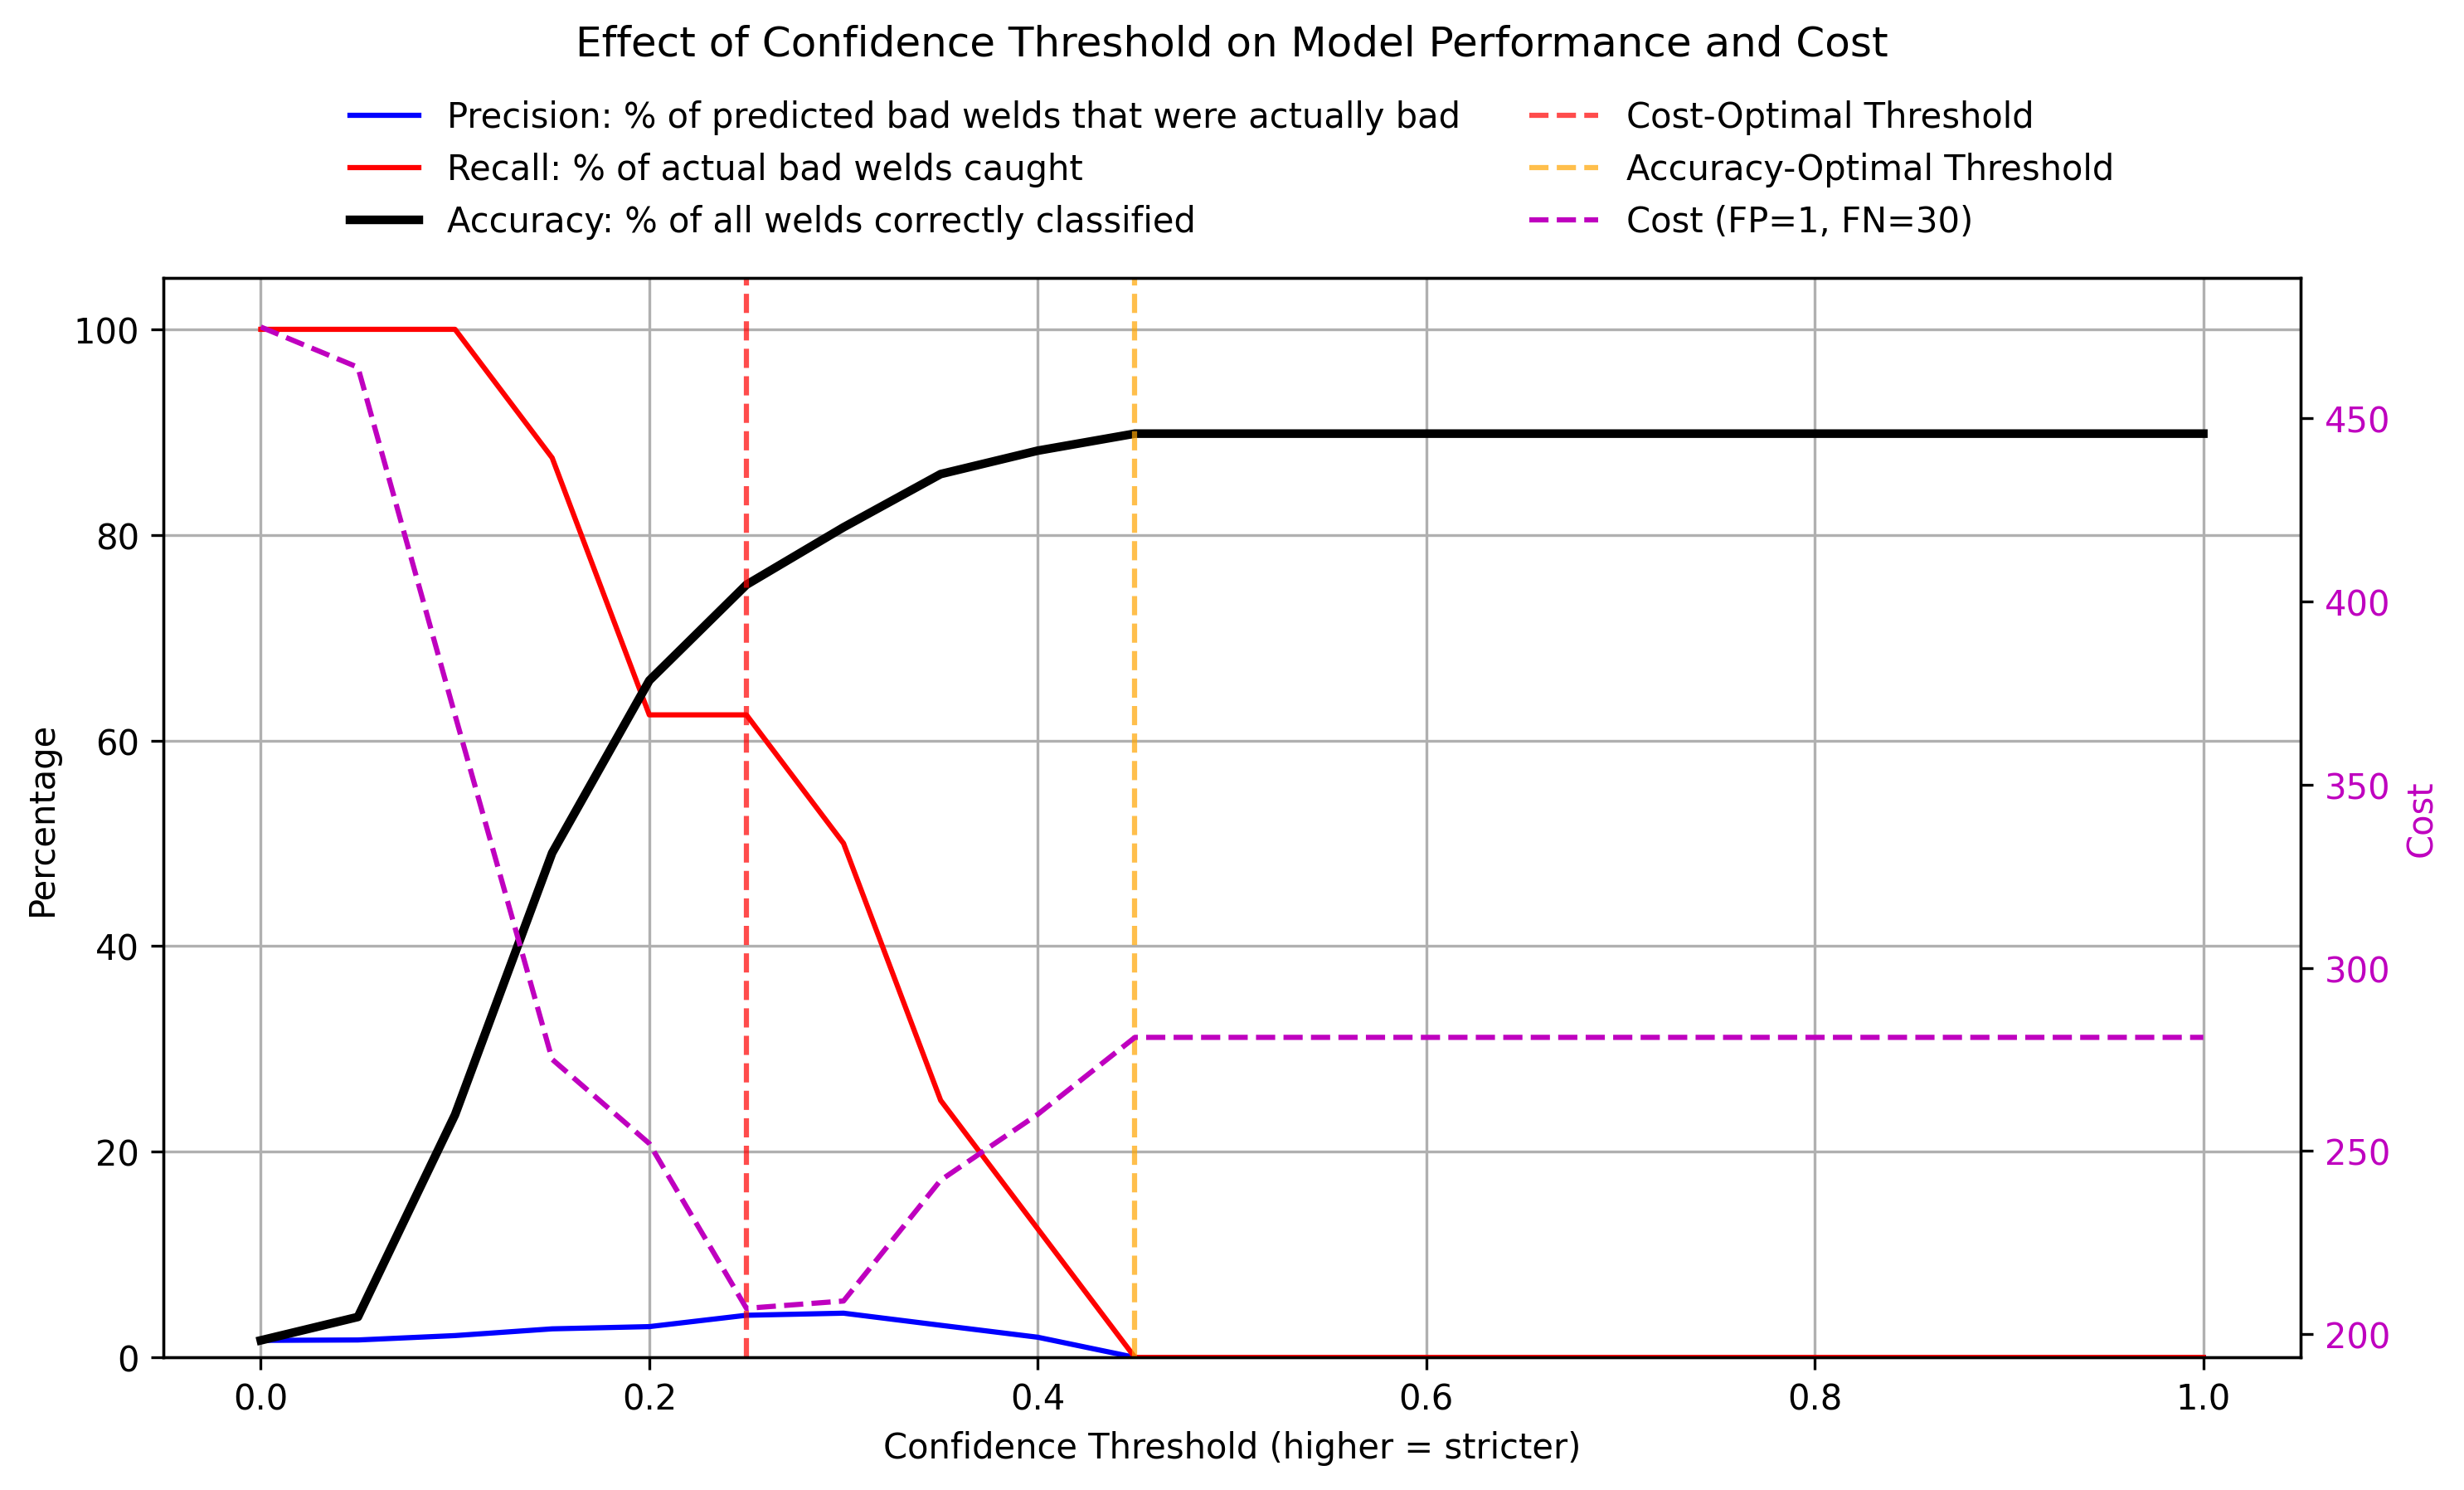 Effect of Confidence Threshold on Model Performance and Cost
Precision: % of predicted bad welds that were actually bad
Recall: % of actual bad welds caught
Accuracy: % of all welds correctly classified
Cost-Optimal Threshold
Accuracy-Optimal Threshold
Cost (FP=1, FN=30)
Percentage
100
80
60
40
20
0
450
400
350
300
250
200
Cost
0.0
0.2
0.4
0.6
0.8
1.0
Confidence Threshold (higher = stricter)